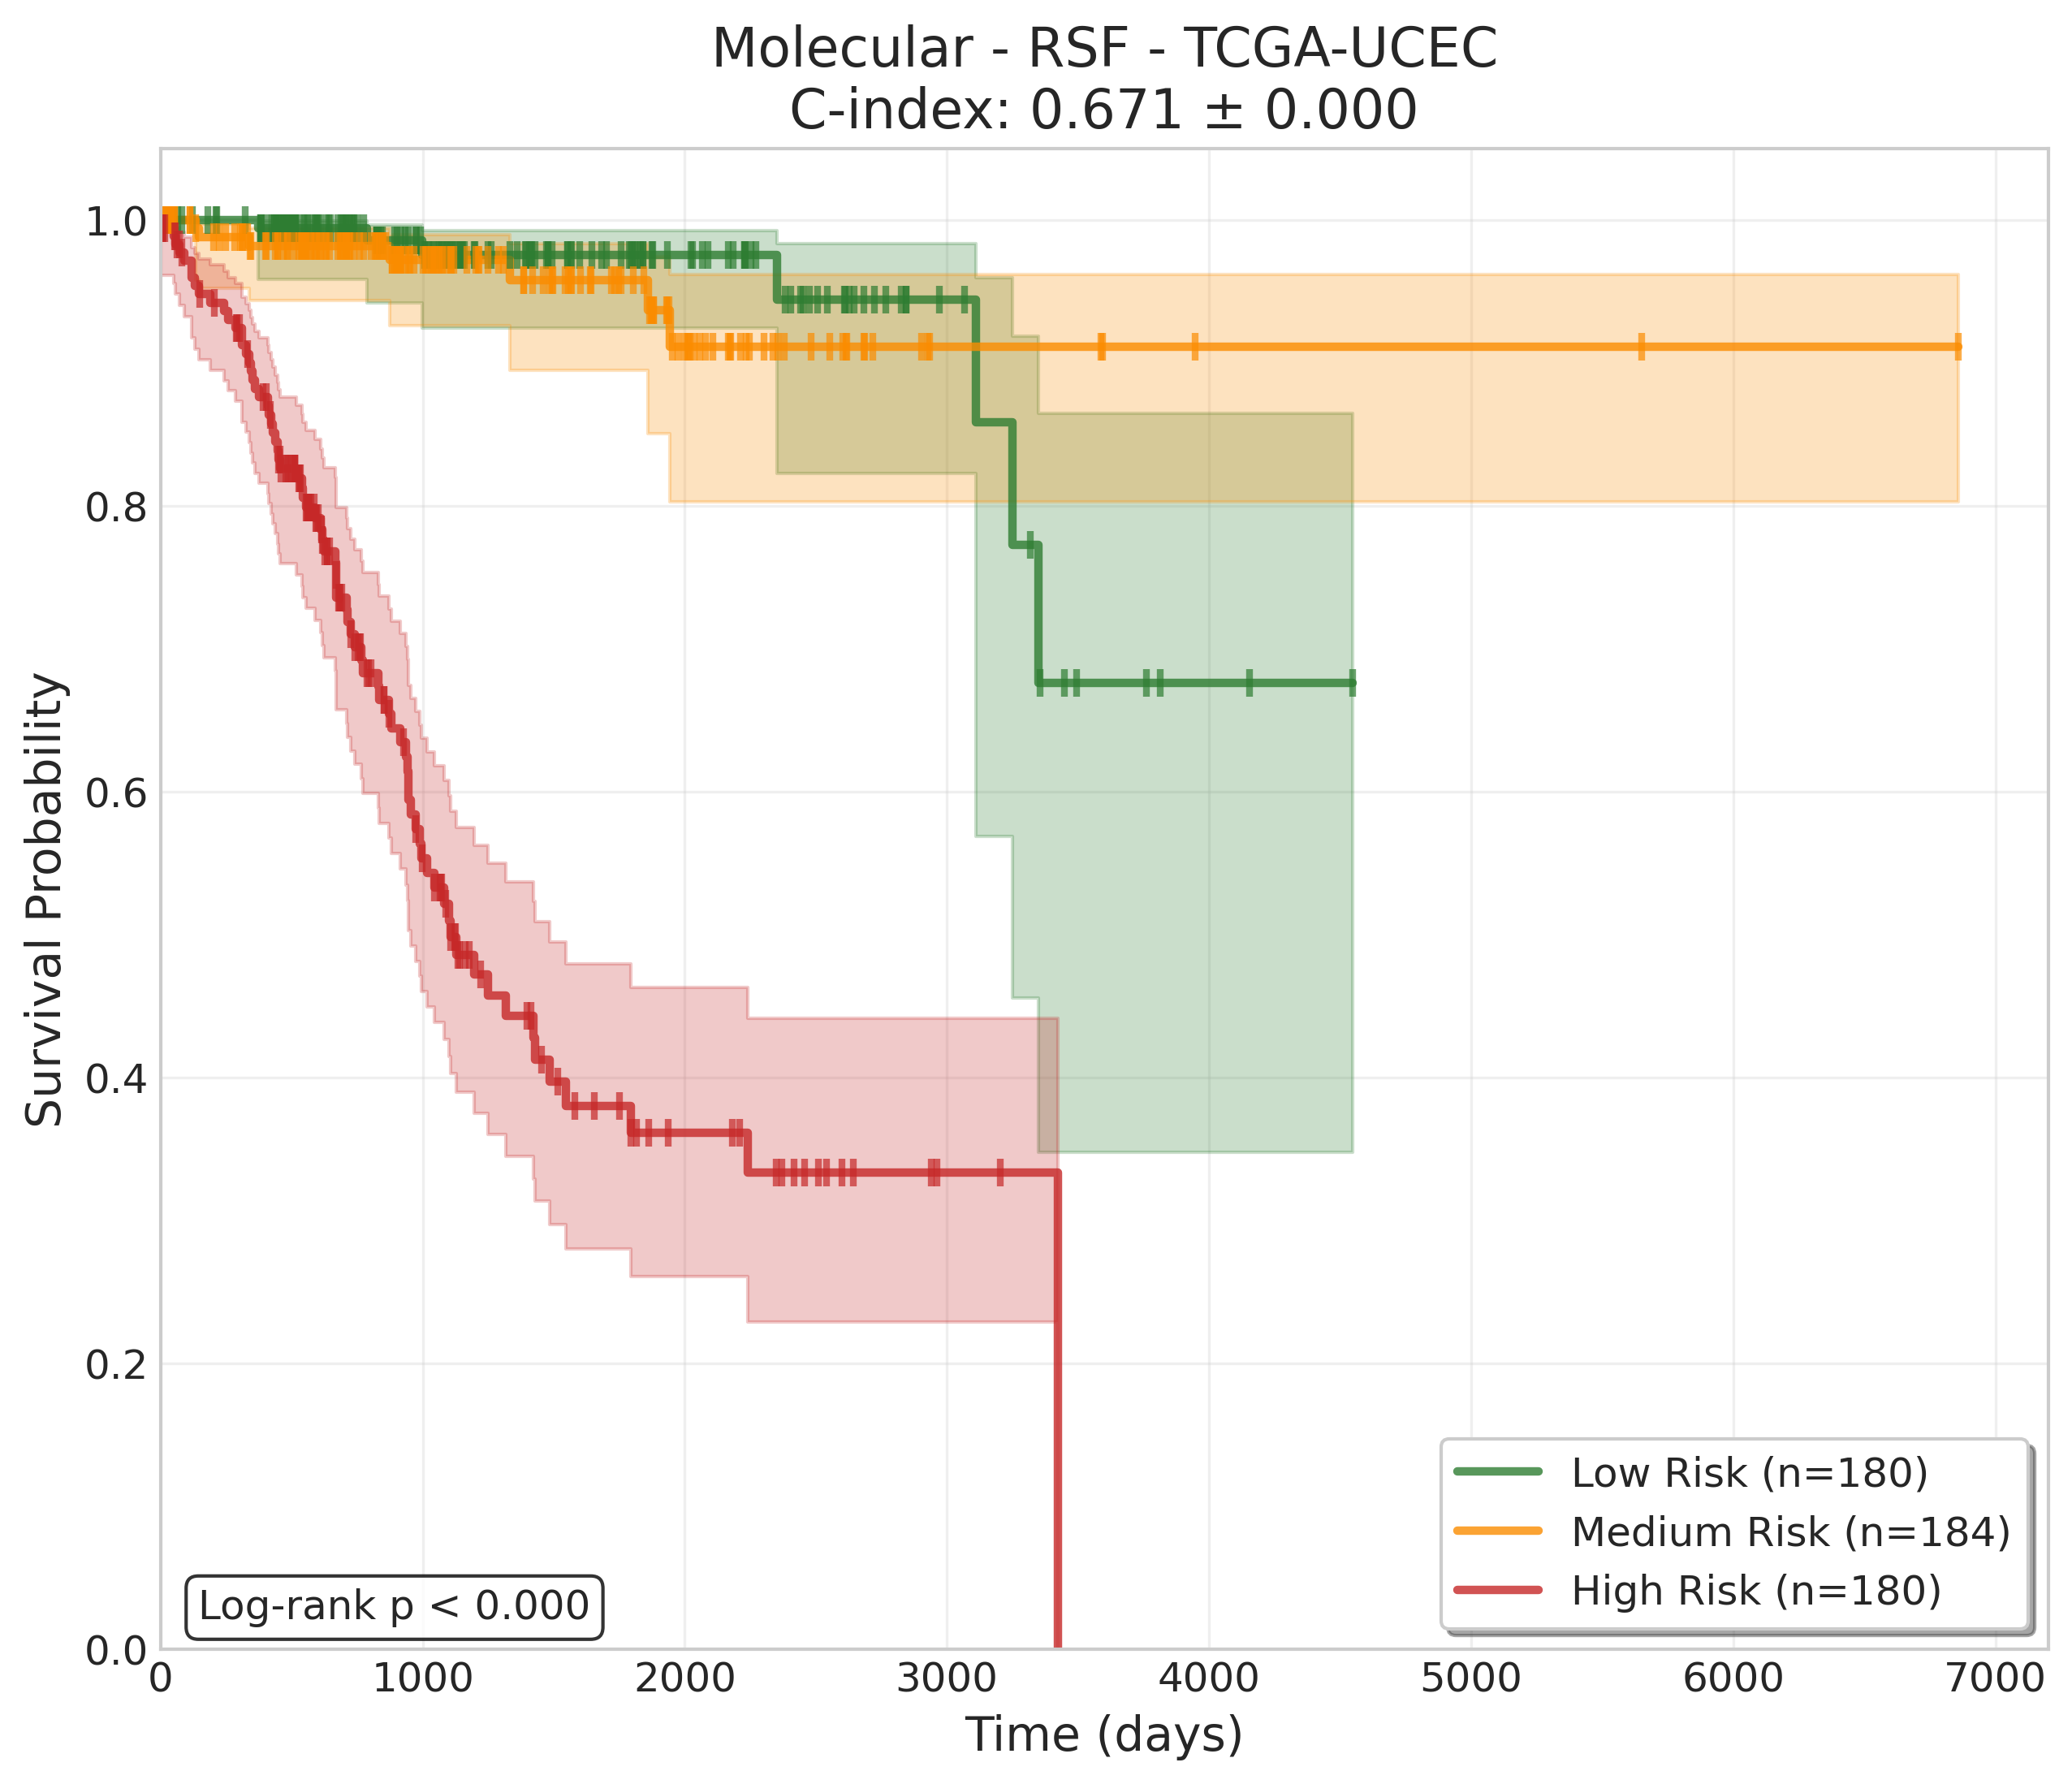 Molecular - RSF - TCGA-UCEC
C-index: 0.671 ± 0.000
Survival Probability
1.0
0.8
0.6
0.4
0.2
0.0
Log-rank p < 0.000
Low Risk (n=180)
Medium Risk (n=184)
High Risk (n=180)
0 1000 2000 3000 4000 5000 6000 7000
Time (days)